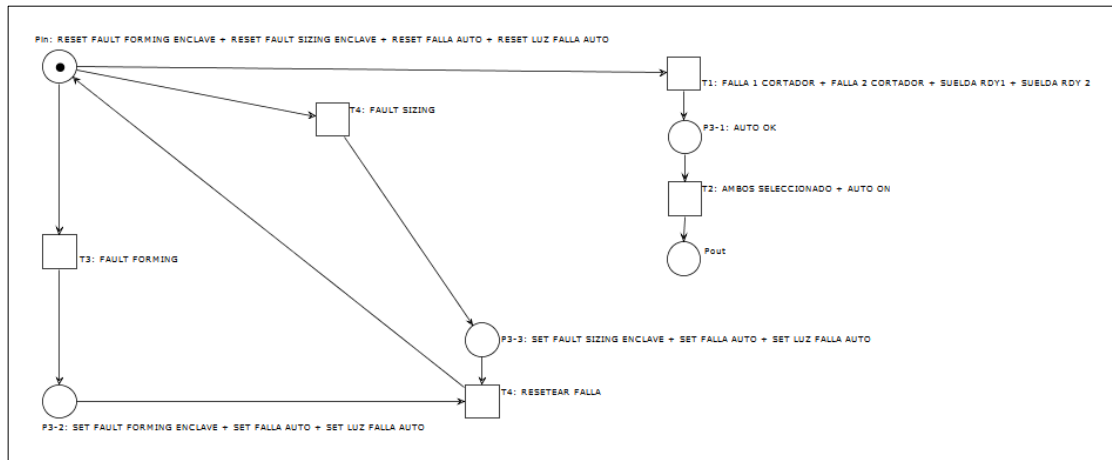 Pin: RESET FAULT FORMING ENCLAVE + RESET FAULT SIZING ENCLAVE + RESET FALLA AUTO + RESET LUZ FALLA AUTO
T1: FALLA 1 CORTADOR + FALLA 2 CORTADOR + SUELDA RDY1 + SUELDA RDY 2
T4: FAULT SIZING
P3-1: AUTO OK
T2: AMBOS SELECCIONADO + AUTO ON
Pout
T3: FAULT FORMING
P3-3: SET FAULT SIZING ENCLAVE + SET FALLA AUTO + SET LUZ FALLA AUTO
T4: RESETEAR FALLA
P3-2: SET FAULT FORMING ENCLAVE + SET FALLA AUTO + SET LUZ FALLA AUTO